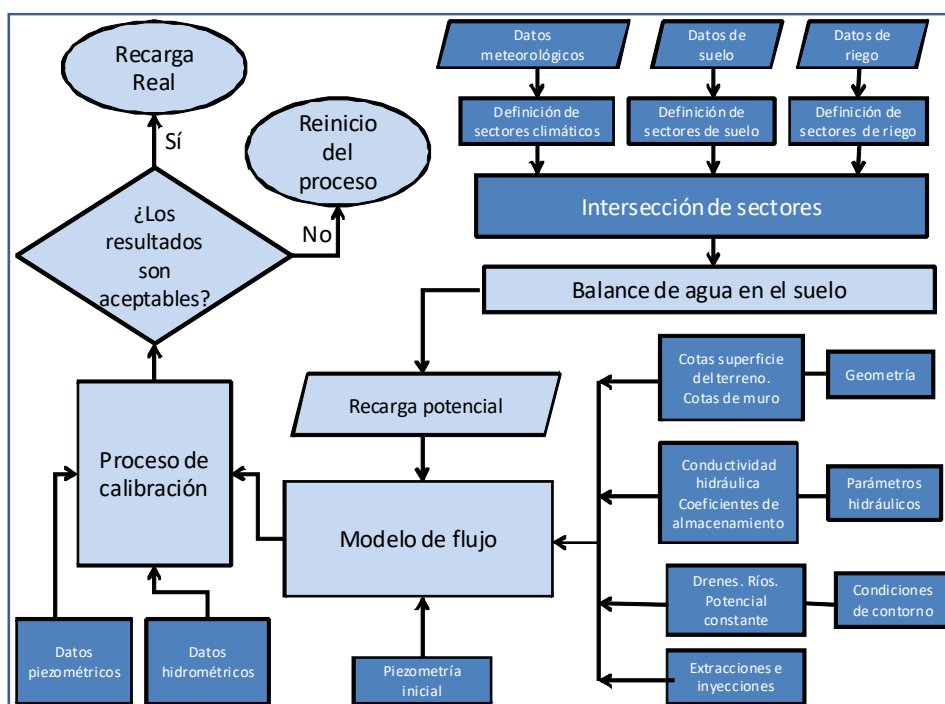 Recarga
Real
Sí
Reinicio
del
proceso
No
¿Los
resultados
son
aceptables?
Datos
meteorológicos
Datos de
suelo
Datos de
riego
Definición de
sectores climáticos
Definición de
sectores de suelo
Definición de
sectores de riego
Intersección de sectores
Balance de agua en el suelo
Recarga potencial
Cotas superficie
del terreno.
Cotas de muro
Geometría
Proceso de
calibración
Modelo de flujo
Conductividad
hidráulica
Coeficientes de
almacenamiento
Parámetros
hidráulicos
Drenes. Ríos.
Potencial
constante
Condiciones
de contorno
Datos
piezométricos
Datos
hidrométricos
Piezometría
inicial
Extracciones e
inyecciones